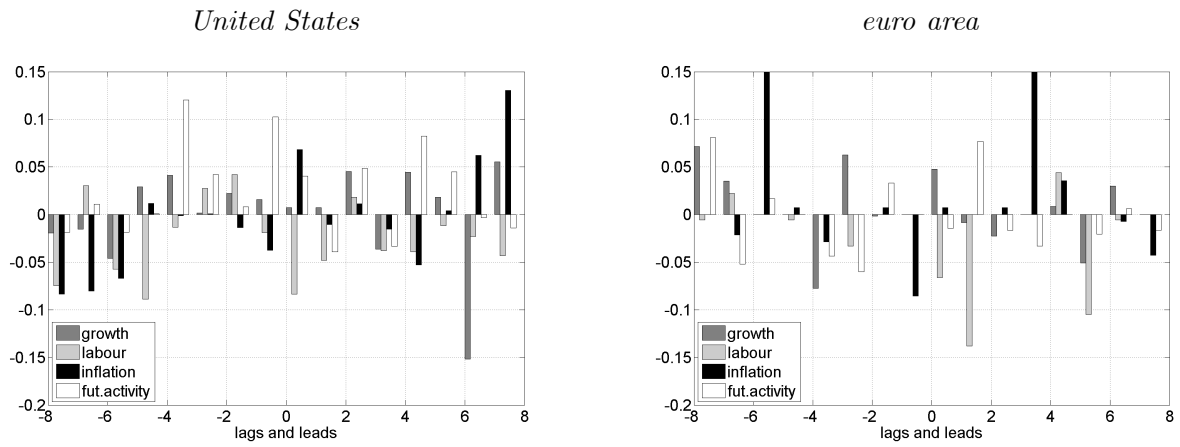 United States
0.15
0.1
0.05
0
-0.05
-0.1
-0.15
-0.2
growth
labour
inflation
fut.activity
-8 -6 -4 -2 0 2 4 6 8
lags and leads
euro area
0.15
0.1
0.05
0
-0.05
-0.1
-0.15
-0.2
growth
labour
inflation
fut.activity
-8 -6 -4 -2 0 2 4 6 8
lags and leads